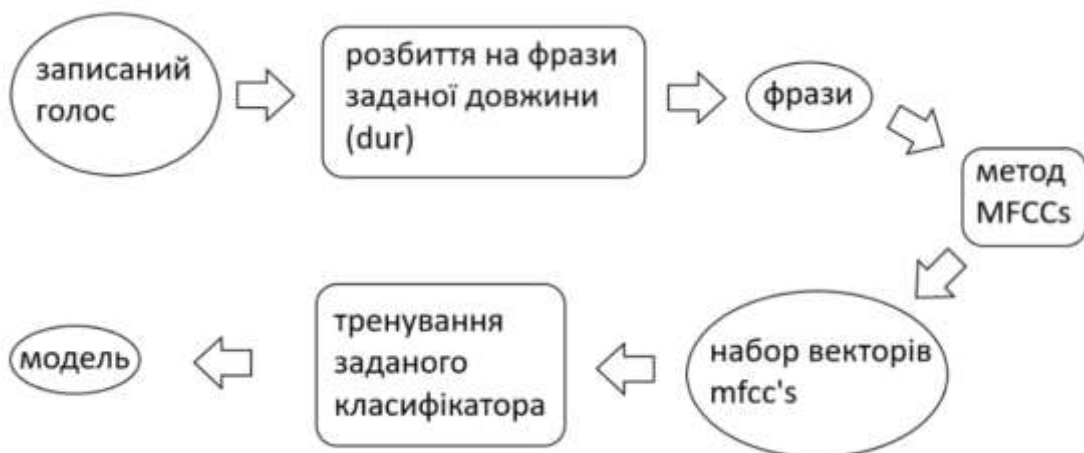 записаний
голос
розбиття на фрази
заданої довжини
(dur)
фрази
метод
MFCCs
набор векторів
mfcc's
тренування
заданого
класифікатора
модель